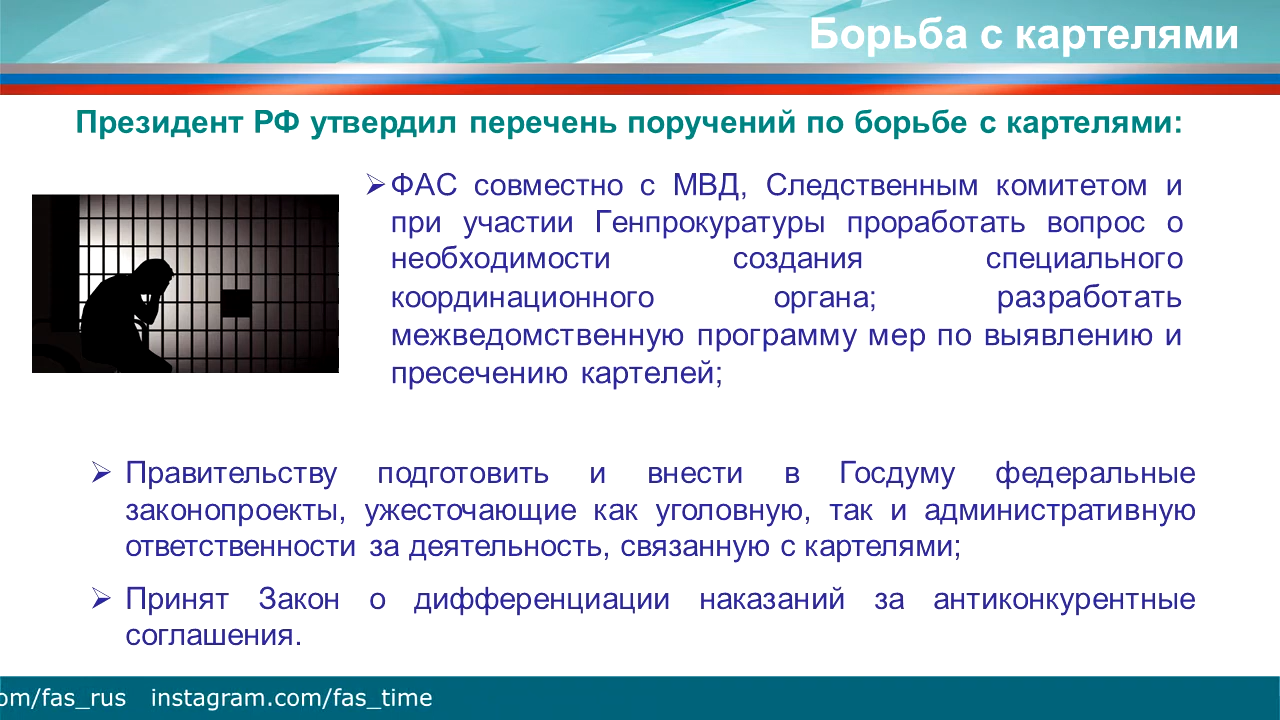 Борьба с картелями
Президент РФ утвердил перечень поручений по борьбе с картелями:
➢ФАС совместно с МВД, Следственным комитетом и
при участии Генпрокуратуры проработать вопрос о
необходимости создания специального
координационного органа; разработать
межведомственную программу мер по выявлению и
пресечению картелей;
➢ Правительству подготовить и внести в Госдуму федеральные
законопроекты, ужесточающие как уголовную, так и административную
ответственности за деятельность, связанную с картелями;
➢ Принят Закон о дифференциации наказаний за антиконкурентные
соглашения.
om/fas_rus instagram.com/fas_time